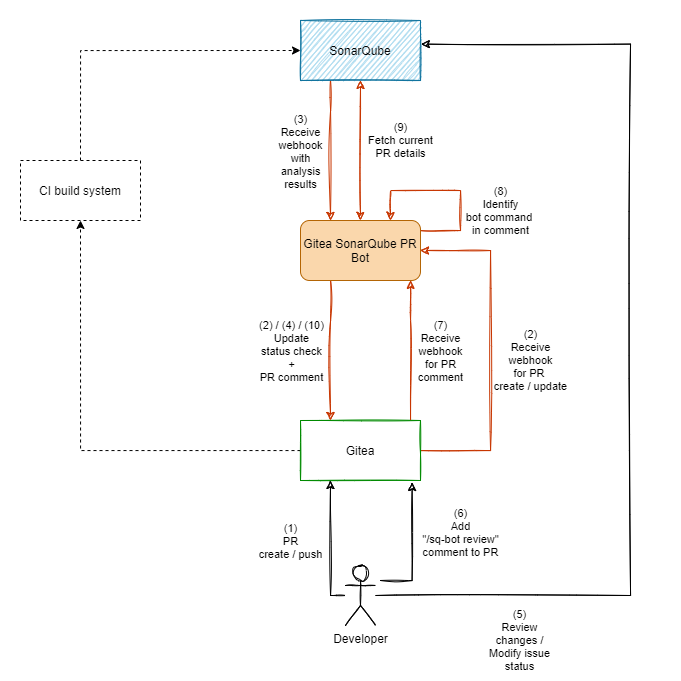 SonarQube
(3)
Receive
webhook
with
analysis
results
(9)
Fetch current
PR details
CI build system
(8)
Identify
bot command
in comment
Gitea SonarQube PR
Bot
(2) / (4) / (10)
Update
status check
+
PR comment
(7)
Receive
webhook
for PR
comment
(2)
Receive
webhook
for PR
create / update
Gitea
(1)
PR
create / push
(6)
Add
"/sq-bot review"
comment to PR
Developer
(5)
Review
changes /
Modify issue
status